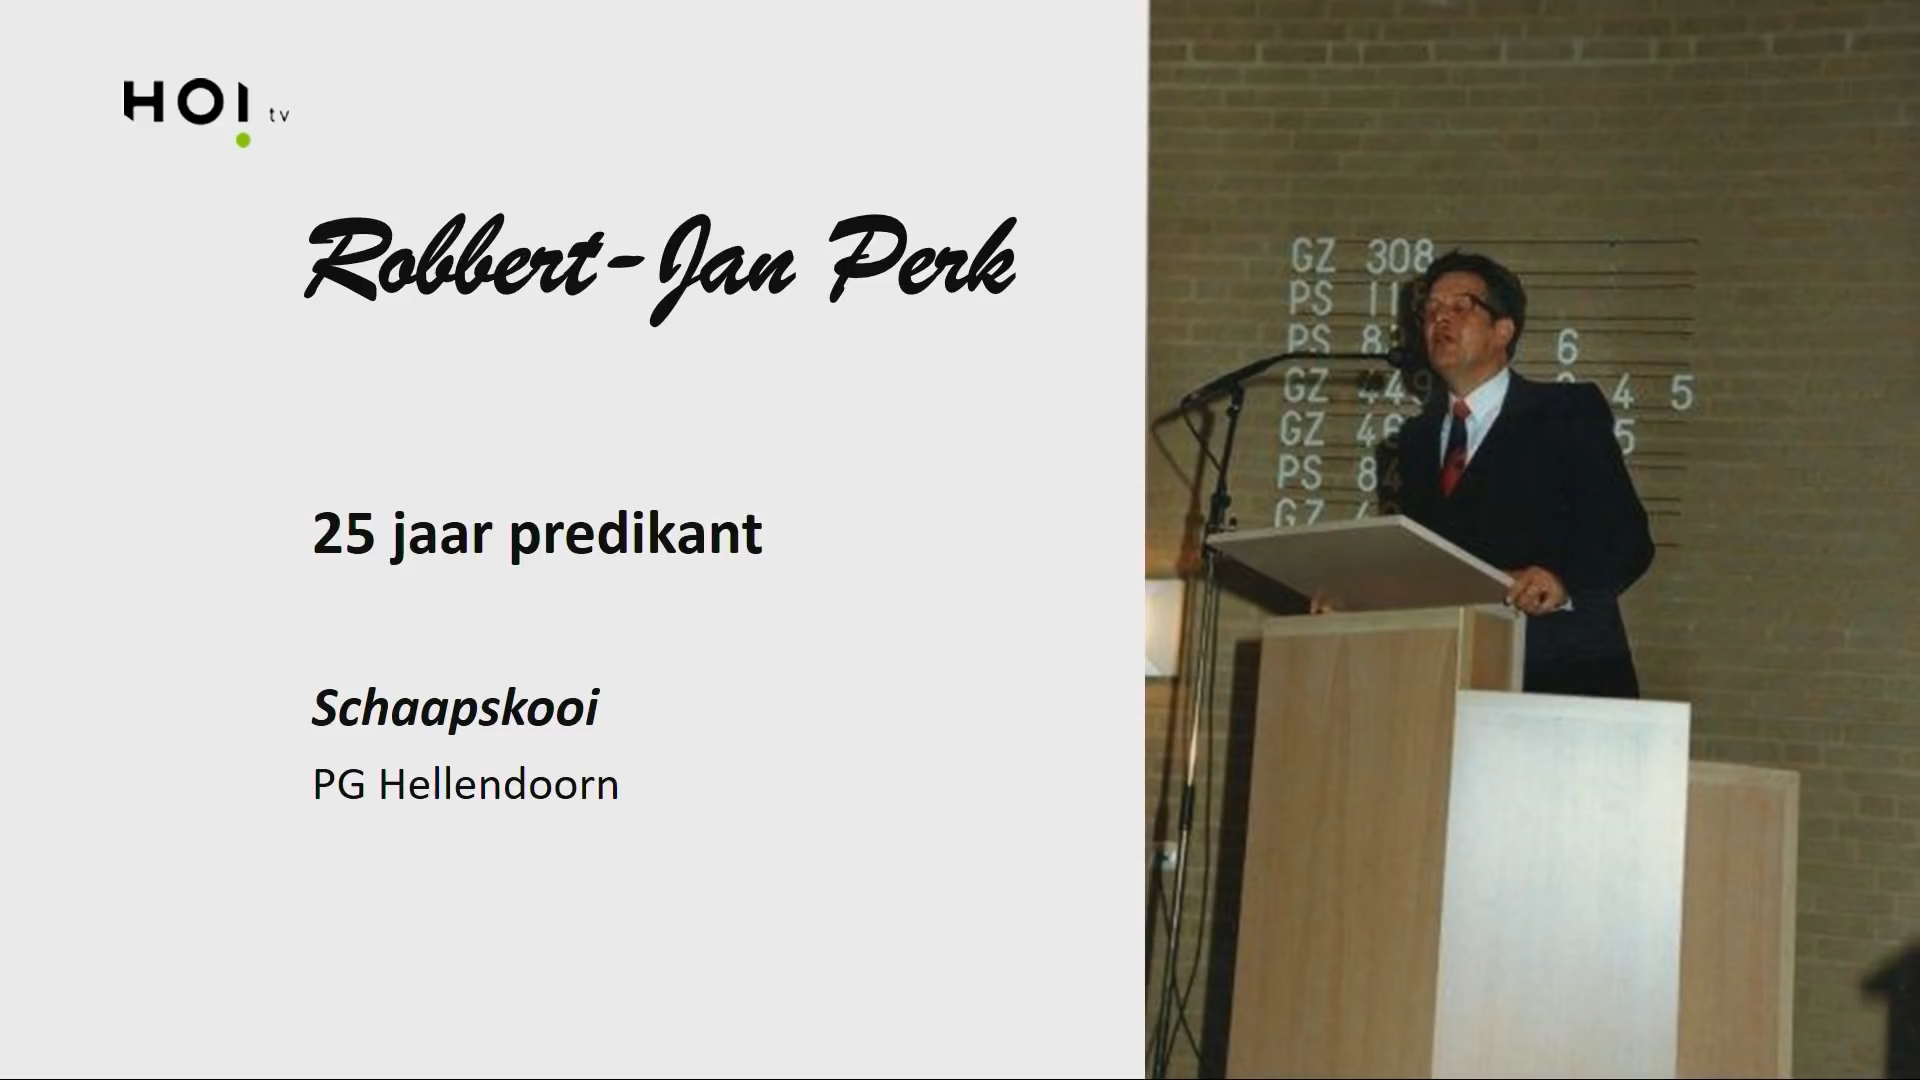 HOI tv
Robbert-Jan Perk
25 jaar predikant
Schaapskooi
PG Hellendoorn
GZ 308
PS
PS 6
GZ 4 5
GZ 5
PS
GZ